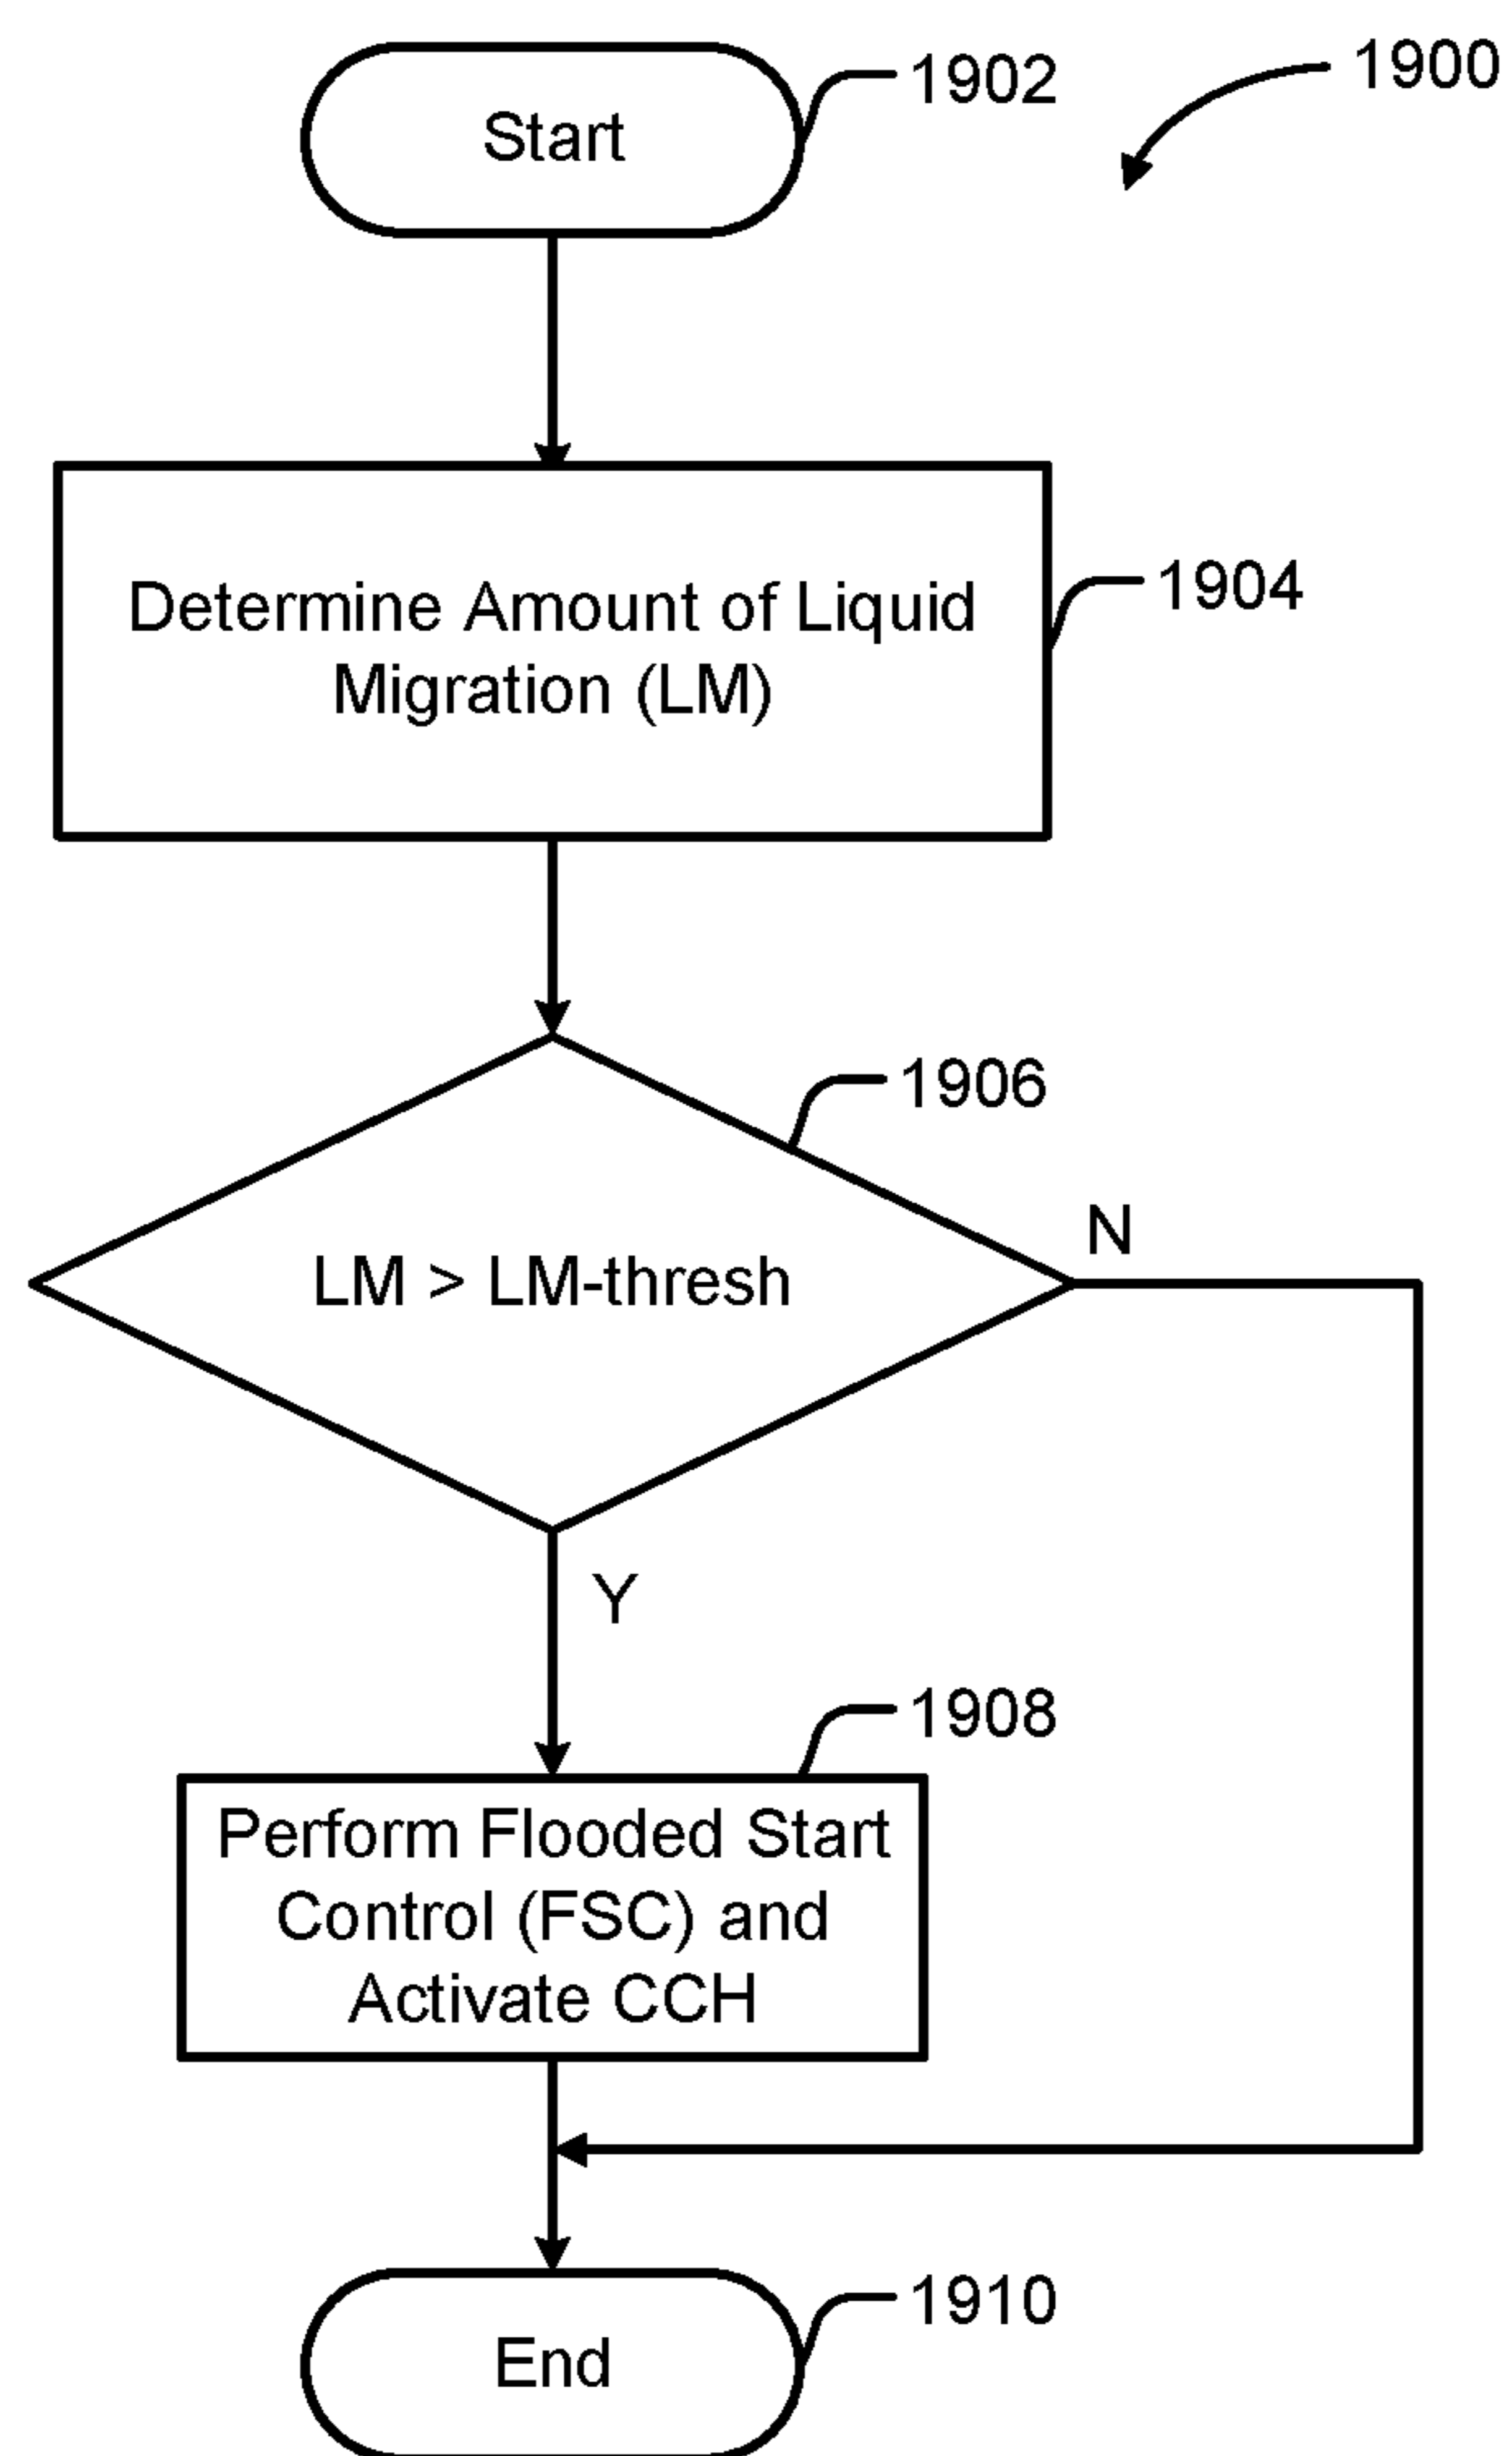 1900
1902
Start
1904
Determine Amount of Liquid
Migration (LM)
1906
N
LM > LM-thresh
Y
1908
Perform Flooded Start
Control (FSC) and
Activate CCH
1910
End